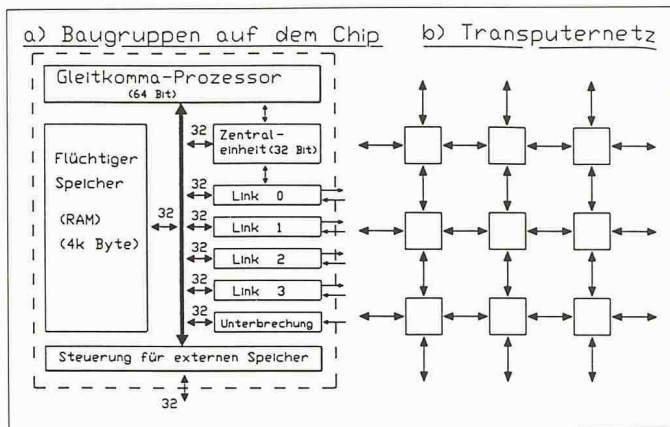 a) Baugruppen auf dem Chip
b) Transputernetz
Gleitkomma-Prozessor
(64 Bit)
Flüchtiger
Speicher
(RAM)
(4k Byte)
32
32
Zentral-
einheit (32 Bit)
32
Link 0
32
Link 1
32
Link 2
32
Link 3
32
Unterbrechung
Steuerung für externen Speicher
32